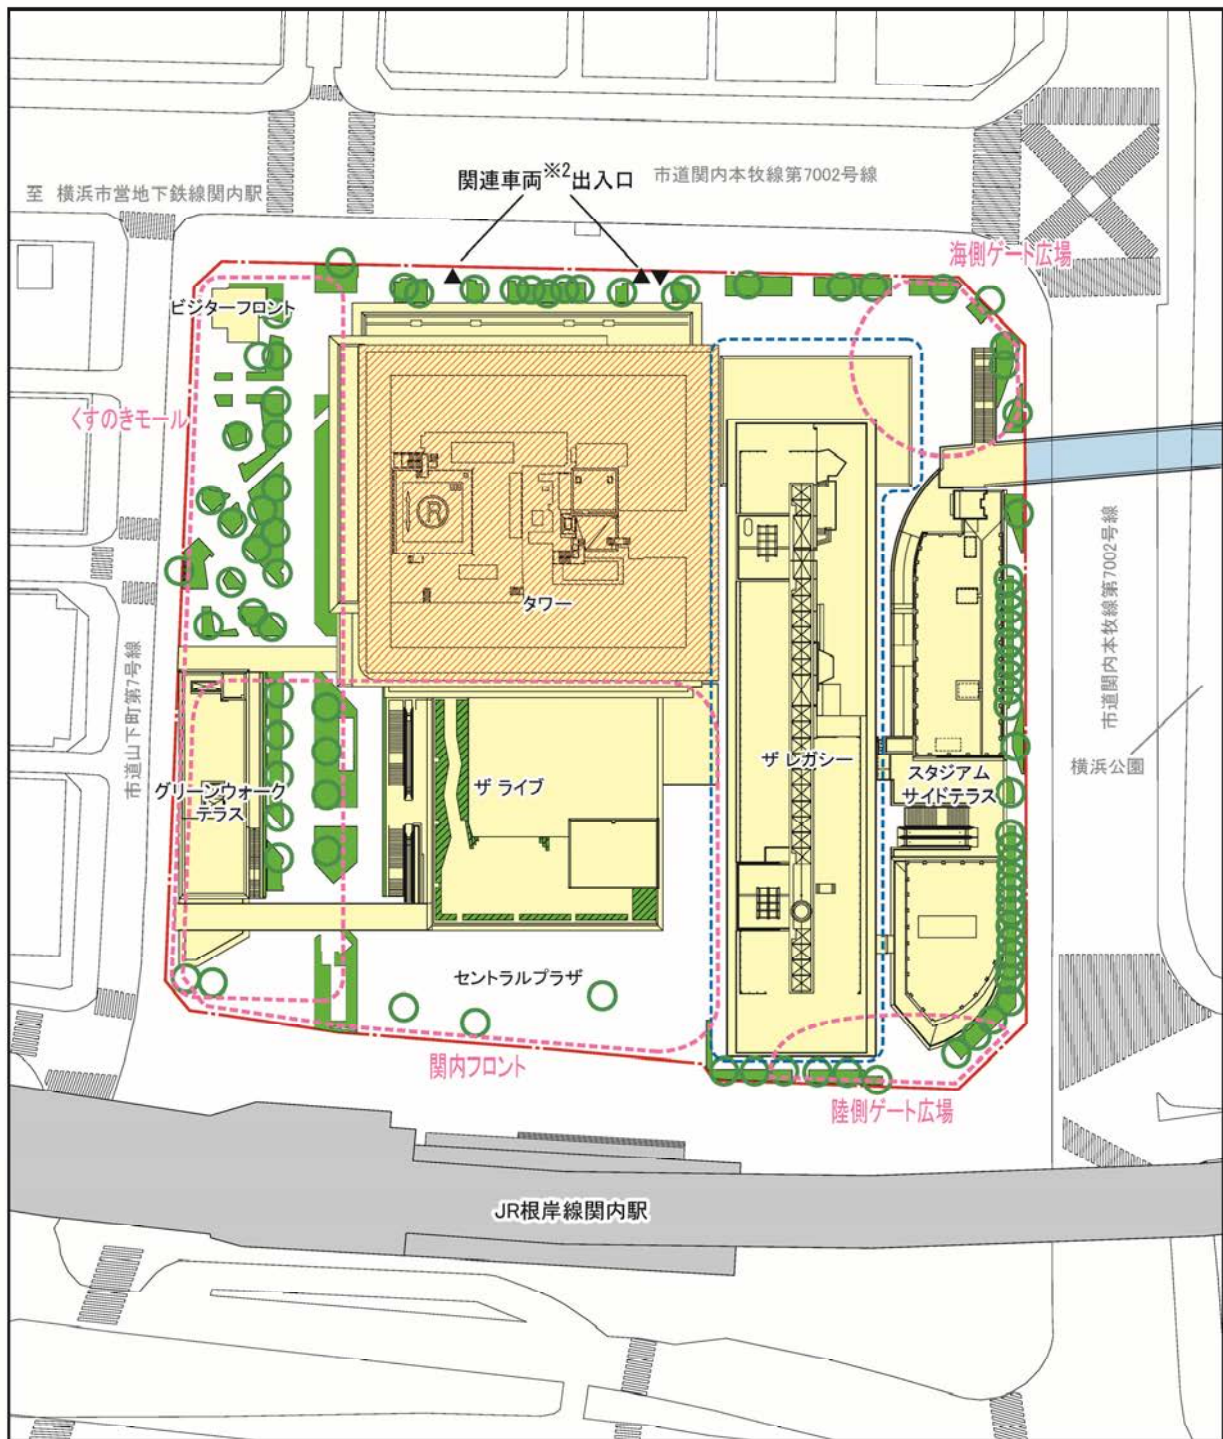 関連車両※2出入口
市道関内本牧線第7002号線
至 横浜市営地下鉄線関内駅
海側ゲート広場
ビジターフロント
くすのきモール
R
タワー
市道関内本牧線第7002号線
市道山下町第7号線
横浜公園
グリーンウォーク
テラス
ザ ライブ
ザ レガシー
スタジアム
サイドテラス
セントラルプラザ
関内フロント
陸側ゲート広場
JR根岸線関内駅